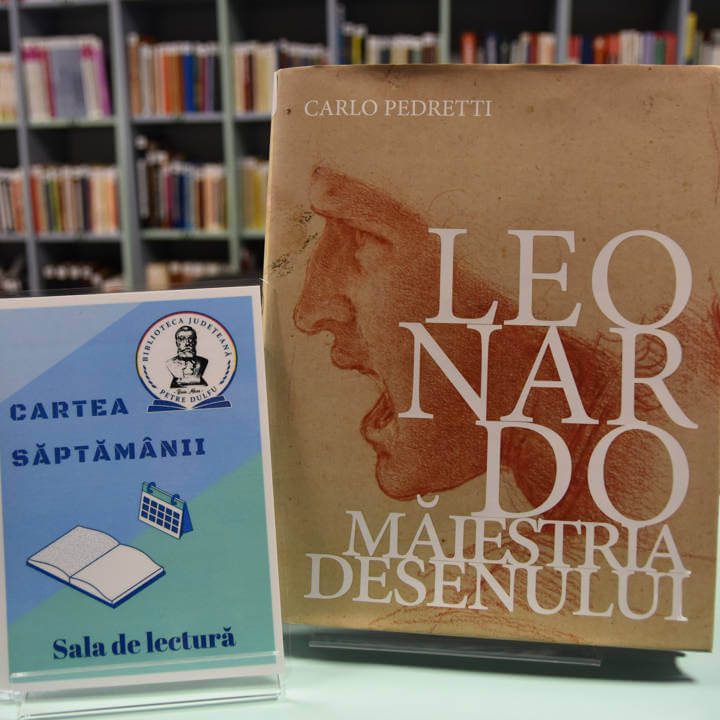 CARLO PEDRETTI
LEO
NAR
DO
MĂIESTRIA
DESENULUI
BIBLIOTECA JUDEȚEANĂ
PETRE DULFU
CARTEA
SĂPTĂMÂNII
Sala de lectură